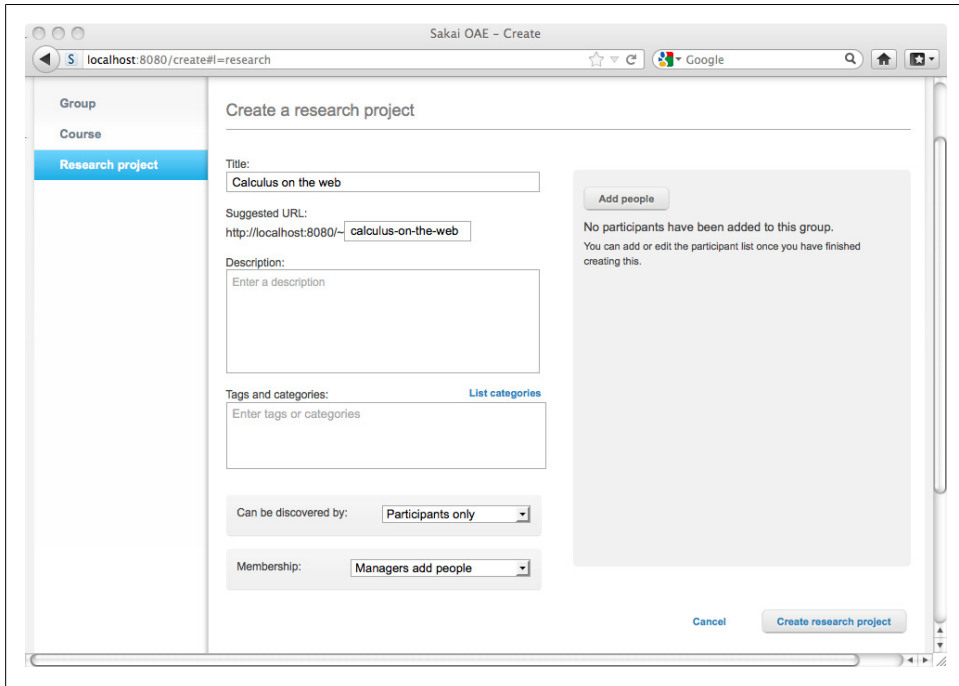 Sakai OAE – Create
S localhost:8080/create#l=research
Google
Group
Course
Research project
Create a research project
Title:
Calculus on the web
Suggested URL:
http://localhost:8080/~ calculus-on-the-web
Description:
Enter a description
Tags and categories: List categories
Enter tags or categories
Can be discovered by: Participants only
Membership: Managers add people
Add people
No participants have been added to this group.
You can add or edit the participant list once you have finished
creating this.
Cancel Create research project